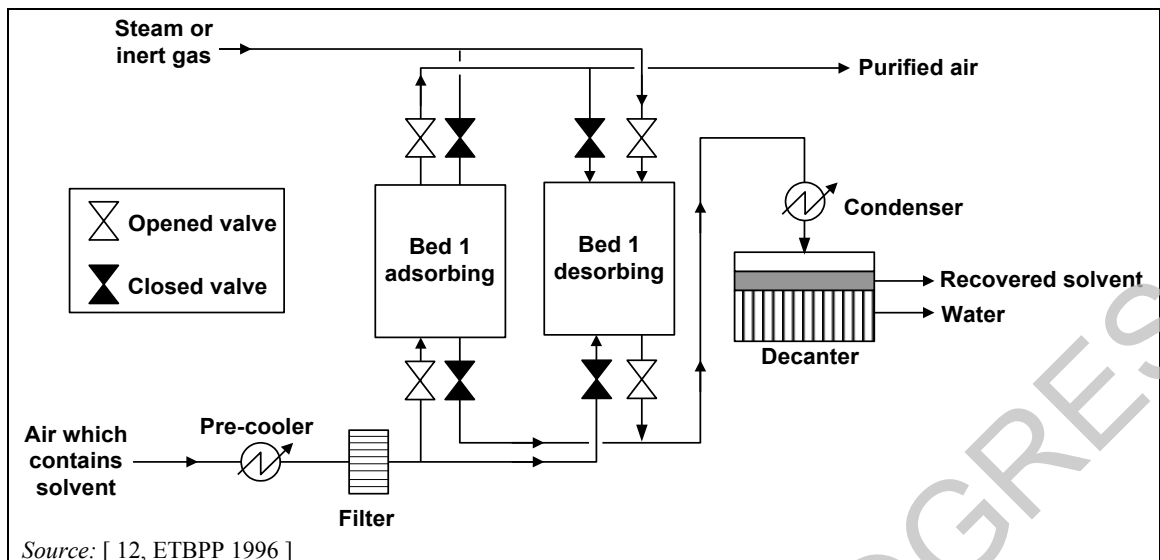 Steam or
inert gas
Purified air
Opened valve
Closed valve
Bed 1
adsorbing
Bed 1
desorbing
Condenser
Recovered solvent
Water
Decanter
Pre-cooler
Air which
contains
solvent
Filter
Source: [ 12, ETBPP 1996 ]
OGRES